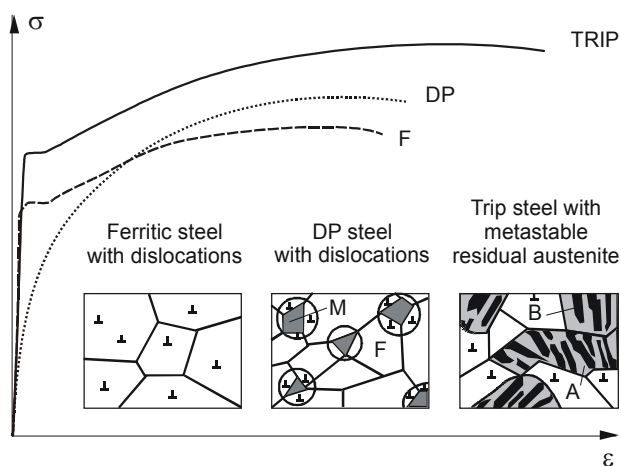 σ
TRIP
DP
F
Ferritic steel
with dislocations
DP steel
with dislocations
Trip steel with
metastable
residual austenite
M
F
B
A
ε